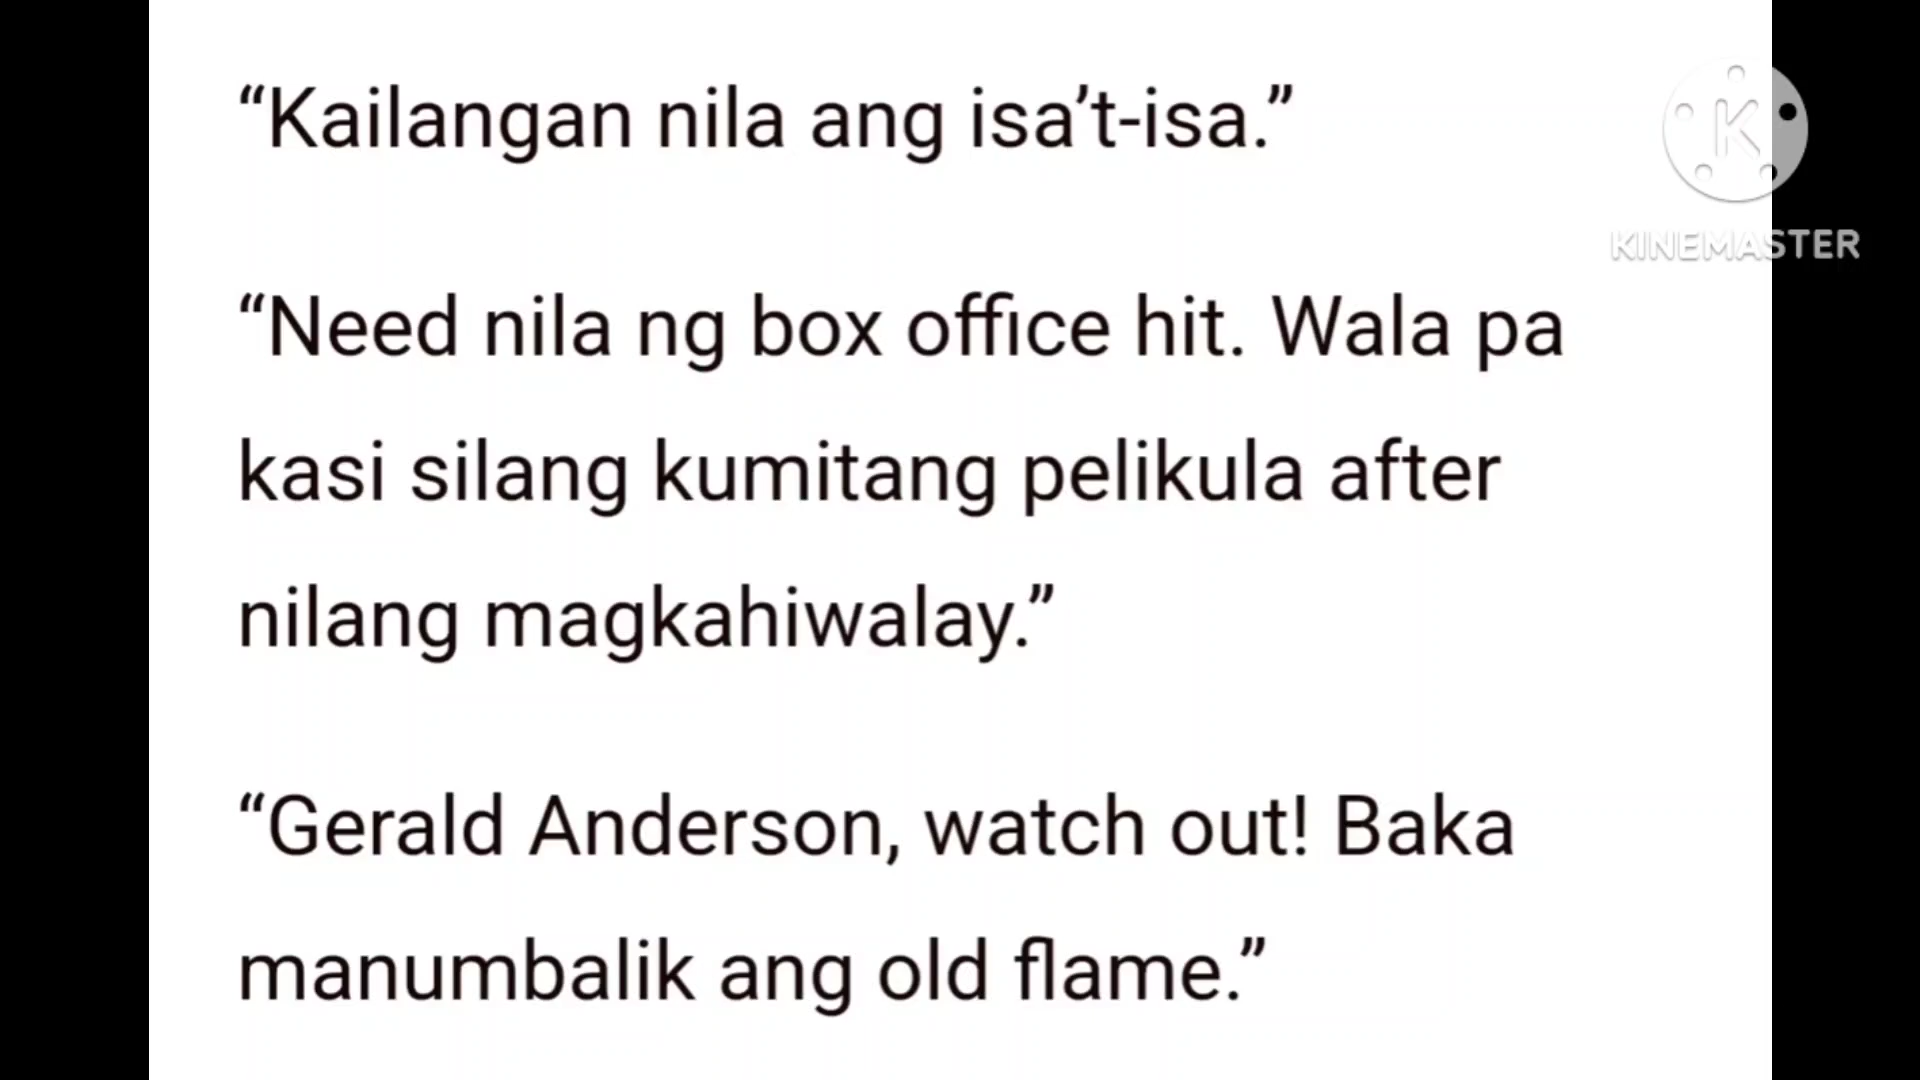 “Kailangan nila ang isa’t-isa.”
“Need nila ng box office hit. Wala pa
kasi silang kumitang pelikula after
nilang magkahiwalay.”
“Gerald Anderson, watch out! Baka
manumbalik ang old flame.”
K
KINEMASTER